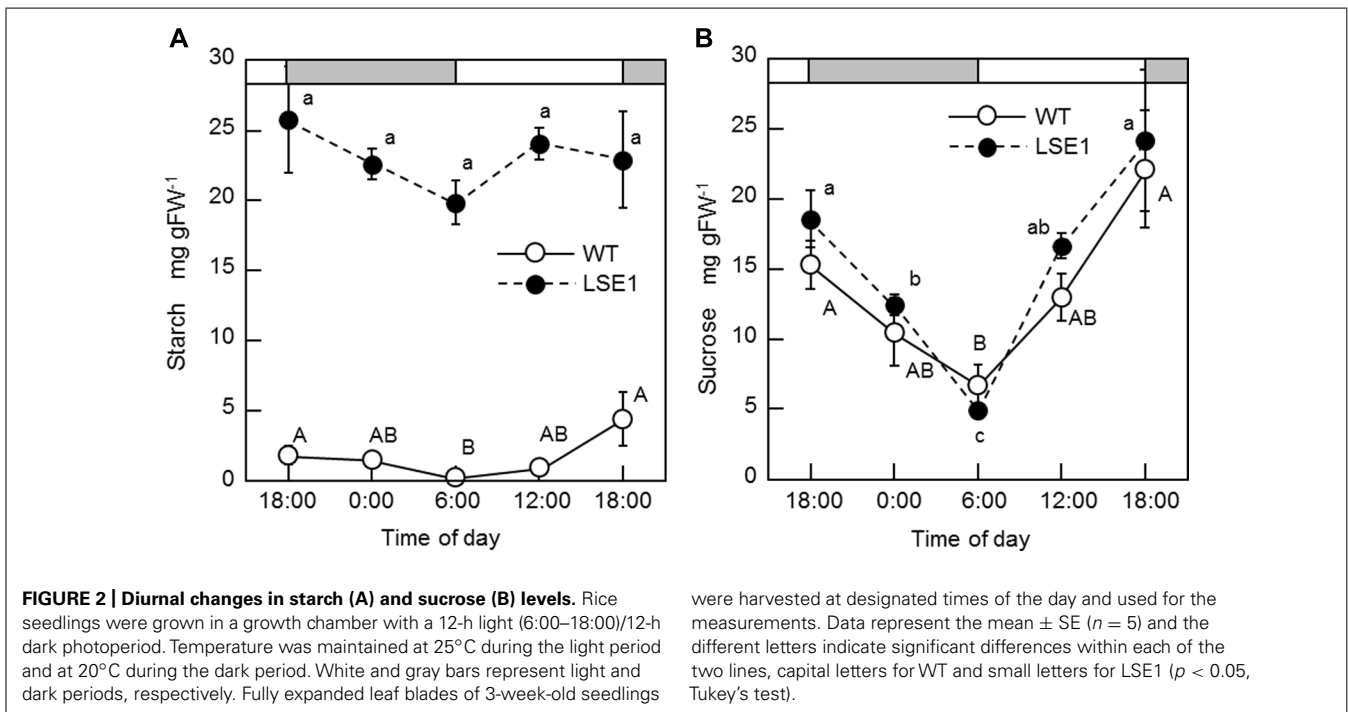 A
30
25
20
15
10
5
0
Starch mg gFW-1
a
a
a
a
a
WT
LSE1
A
AB
B
AB
A
18:00 0:00 6:00 12:00 18:00
Time of day
B
30
25
20
15
10
5
0
Sucrose mg gFW-1
WT
LSE1
a
b
c
ab
a
A
AB
B
AB
A
18:00 0:00 6:00 12:00 18:00
Time of day
FIGURE 2 | Diurnal changes in starch (A) and sucrose (B) levels. Rice
seedlings were grown in a growth chamber with a 12-h light (6:00–18:00)/12-h
dark photoperiod. Temperature was maintained at 25°C during the light period
and at 20°C during the dark period. White and gray bars represent light and
dark periods, respectively. Fully expanded leaf blades of 3-week-old seedlings
were harvested at designated times of the day and used for the
measurements. Data represent the mean ± SE (n = 5) and the
different letters indicate significant differences within each of the
two lines, capital letters for WT and small letters for LSE1 (p < 0.05,
Tukey's test).